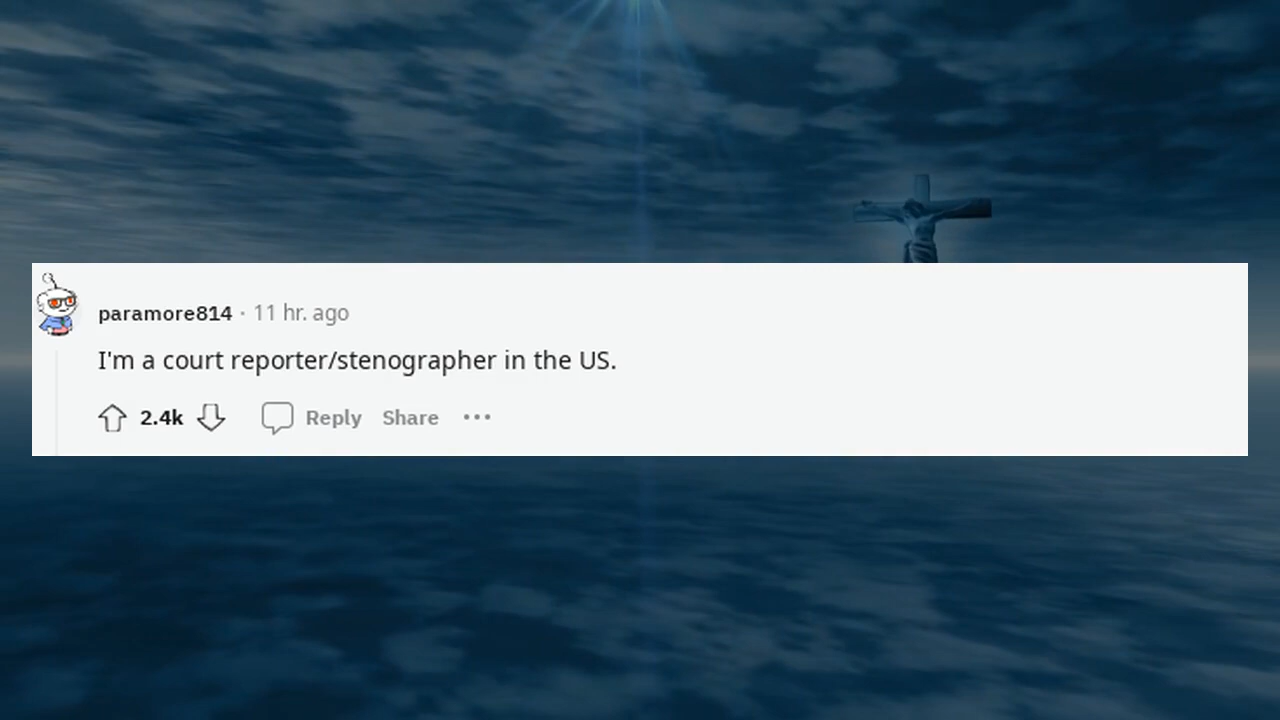 paramore814 · 11 hr. ago
I'm a court reporter/stenographer in the US.
2.4k Reply Share